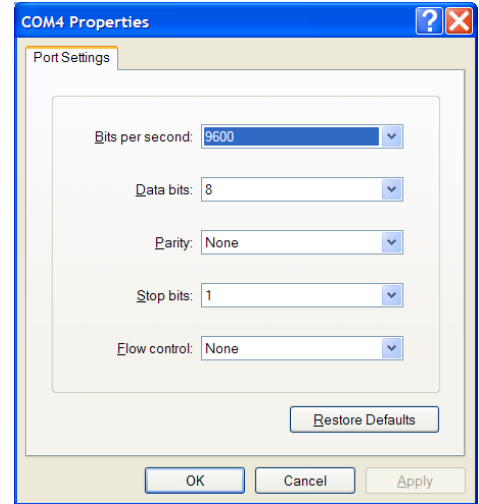 COM4 Properties
Port Settings
Bits per second: 9600
Data bits: 8
Parity: None
Stop bits: 1
Flow control: None
Restore Defaults
OK Cancel Apply